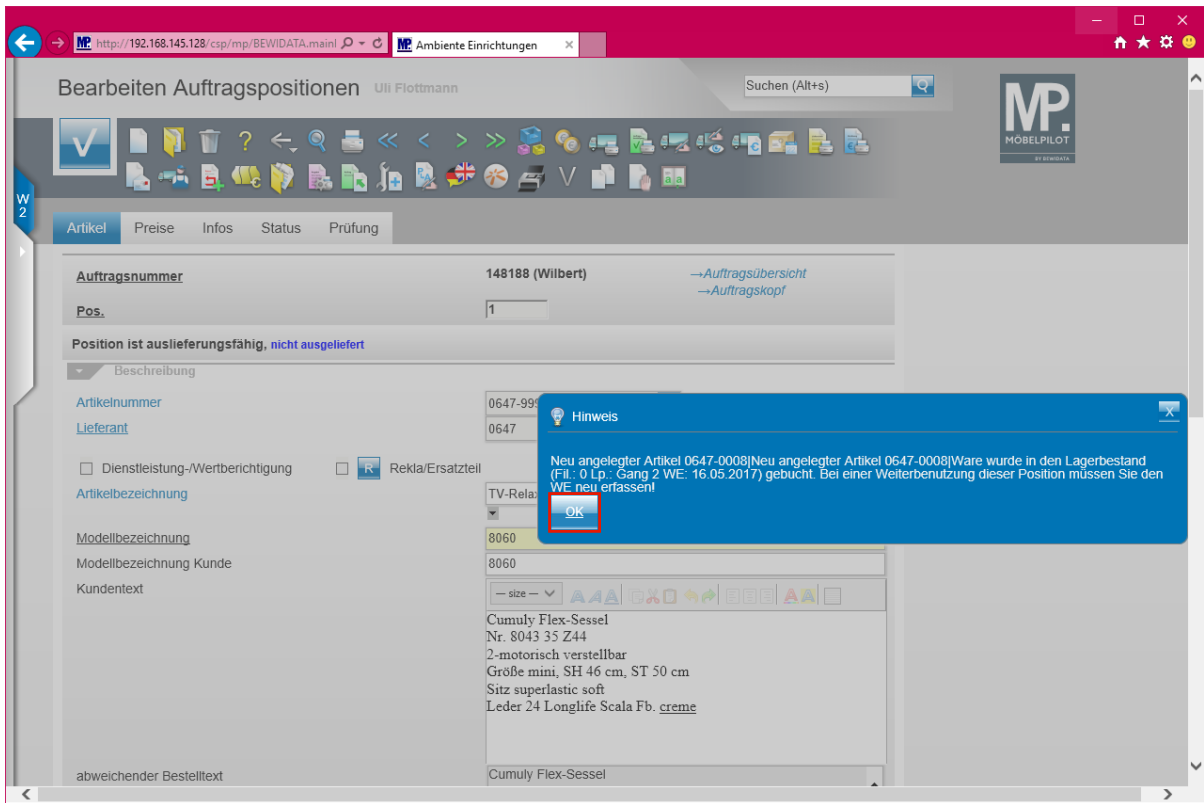 http://192.168.145.128/csp/mp/BEWIDATA.mainl
MP Ambiente Einrichtungen
Bearbeiten Auftragspositionen Uli Flottmann
Suchen (Alt+s)
MP.
MÖBELPILOT
BY BEWIDATA
W
2
Artikel Preise Infos Status Prüfung
Auftragsnummer 148188 (Wilbert) →Auftragsübersicht
→Auftragskopf
Pos. 1
Position ist auslieferungsfähig, nicht ausgeliefert
Beschreibung
Artikelnummer 0647-999
Lieferant 0647
Hinweis X
Neu angelegter Artikel 0647-0008|Neu angelegter Artikel 0647-0008|Ware wurde in den Lagerbestand
(Fil.: 0 Lp.: Gang 2 WE: 16.05.2017) gebucht. Bei einer Weiterbenutzung dieser Position müssen Sie den
WE neu erfassen!
OK
Dienstleistung-/Wertberichtigung R Rekla/Ersatzteil
Artikelbezeichnung TV-Rela
Modellbezeichnung 8060
Modellbezeichnung Kunde 8060
Kundentext
— size —
Cumuly Flex-Sessel
Nr. 8043 35 Z44
2-motorisch verstellbar
Größe mini, SH 46 cm, ST 50 cm
Sitz superlastic soft
Leder 24 Longlife Scala Fb. creme
abweichender Bestelltext Cumuly Flex-Sessel